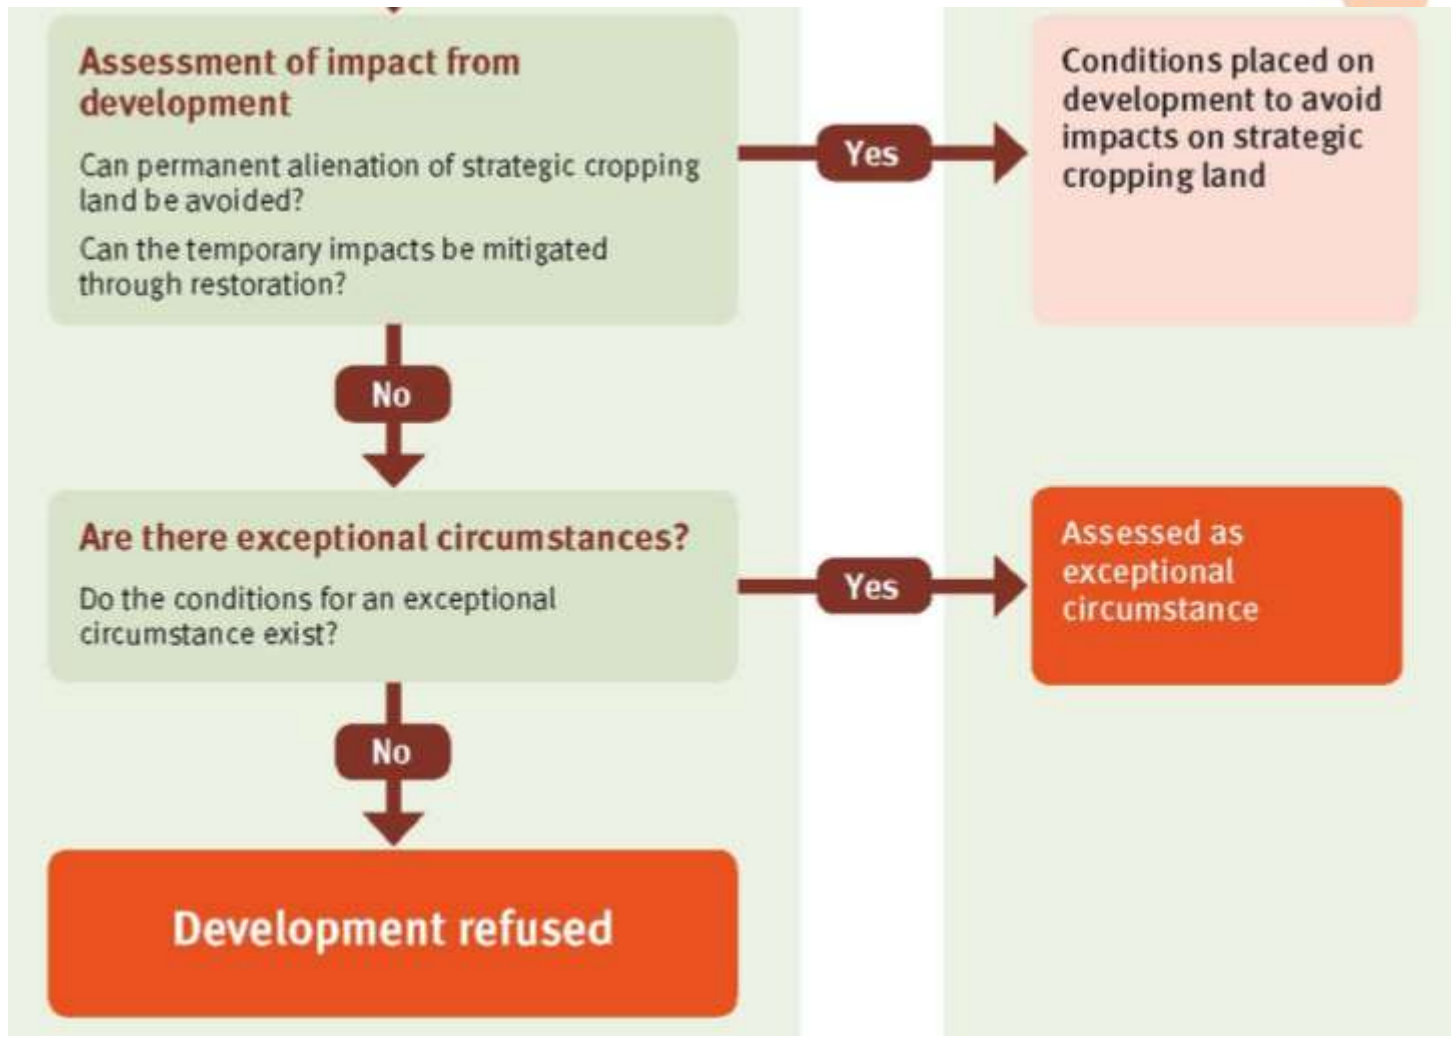 Assessment of impact from
development
Can permanent alienation of strategic cropping
land be avoided?
Can the temporary impacts be mitigated
through restoration?
Yes
Conditions placed on
development to avoid
impacts on strategic
cropping land
No
Are there exceptional circumstances?
Do the conditions for an exceptional
circumstance exist?
Yes
Assessed as
exceptional
circumstance
No
Development refused